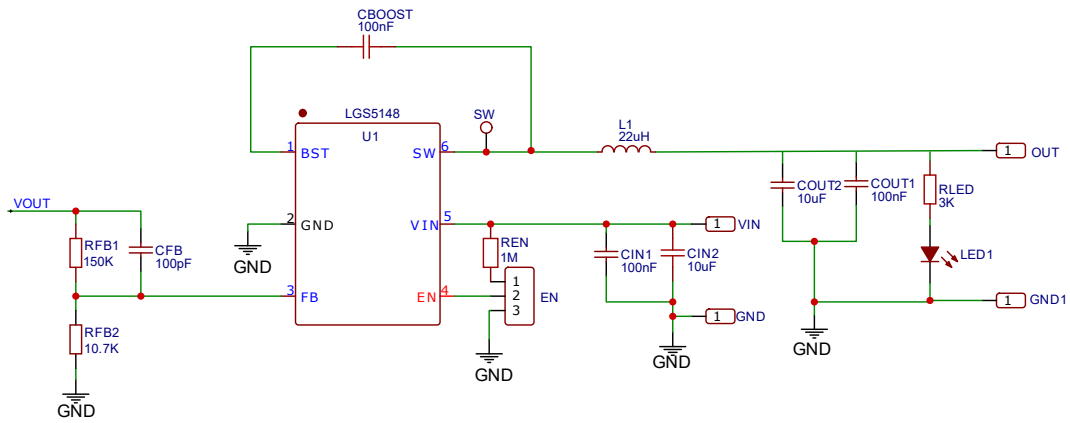 CBOOST
100nF
LGS5148
U1
SW
L1
22uH
1 BST
SW 6
1 OUT
COUT2
10uF
COUT1
100nF
RLED
3K
VOUT
2 GND
VIN 5
1 VIN
GND
RFB1
150K
CFB
100pF
REN
1M
CIN1
100nF
CIN2
10uF
LED1
3 FB
EN 4
1
2
3
EN
1 GND1
1 GND
RFB2
10.7K
GND
GND
GND
GND